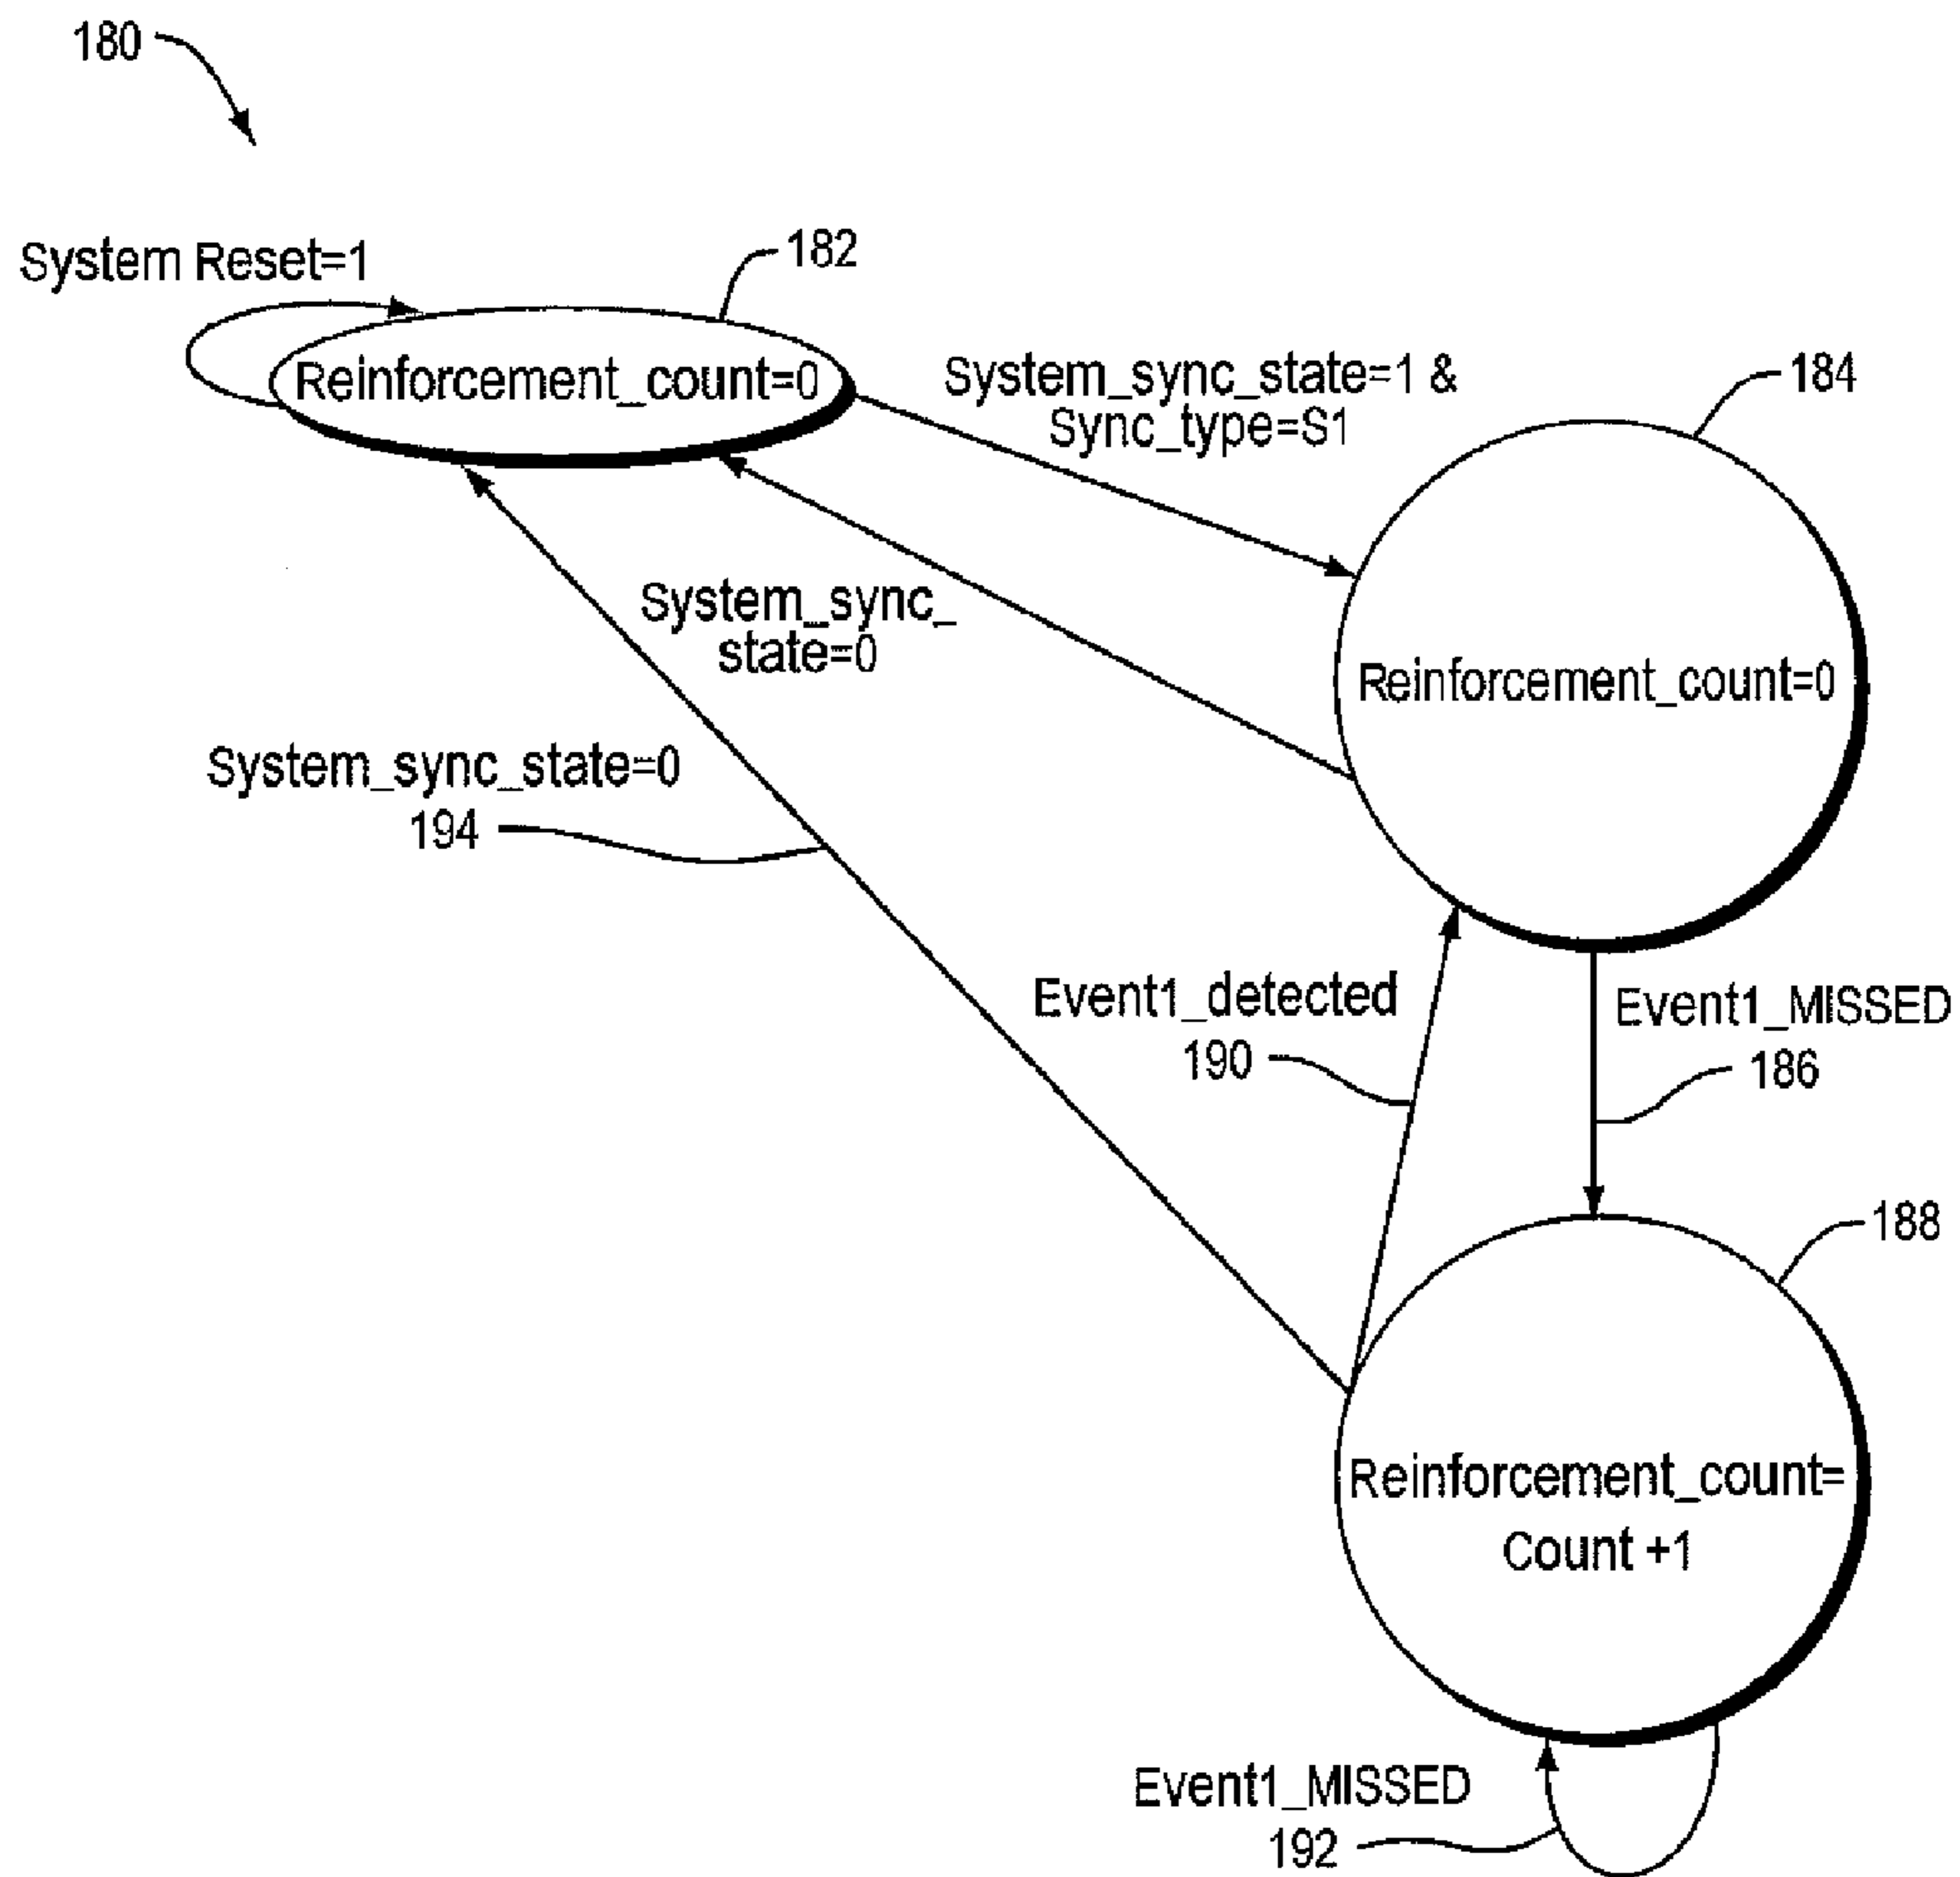 180
System Reset=1
182
Reinforcement_count=0
System_sync_state=1 &
Sync_type=S1
184
System_sync_
state=0
Reinforcement_count=0
System_sync_state=0
194
Event1_detected
190
Event1_MISSED
186
188
Reinforcement_count=
Count +1
Event1_MISSED
192